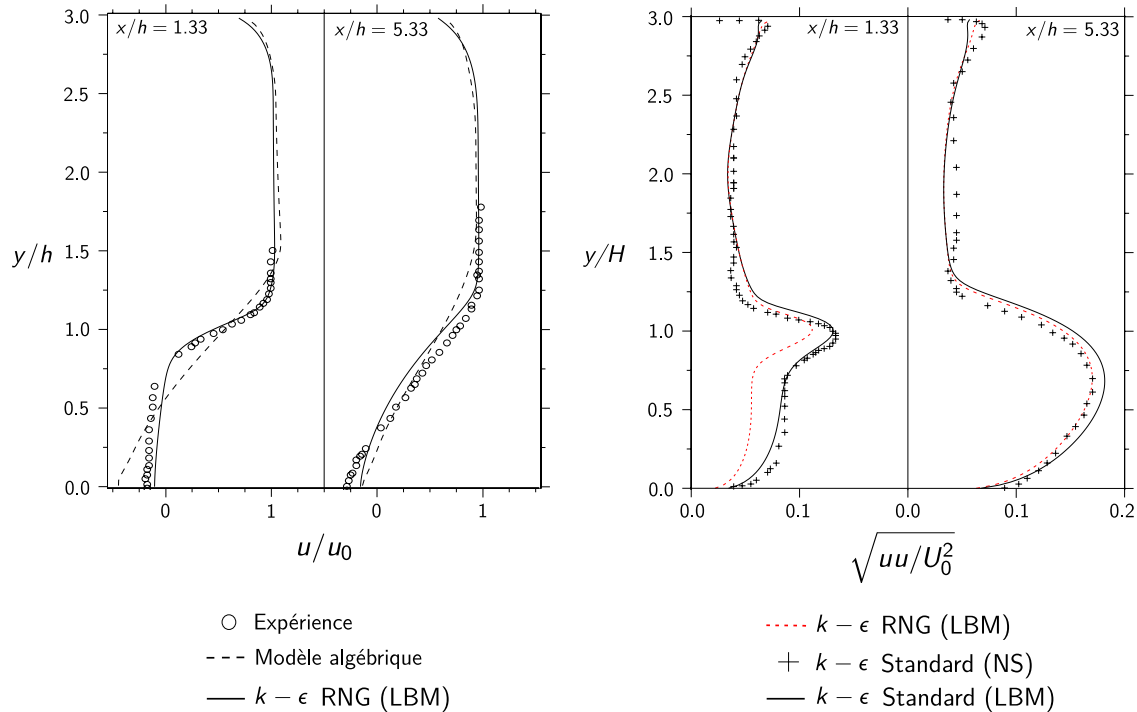 x/h = 1.33
x/h = 5.33
3.0
2.5
2.0
1.5
1.0
0.5
0.0
y/h
0
1
0
1
u/u₀
○ Expérience
Modèle algébrique
k − ϵ RNG (LBM)
x/h = 1.33
x/h = 5.33
3.0
2.5
2.0
1.5
1.0
0.5
0.0
y/H
0.0
0.1
0.0
0.1
0.2
√uu/U₀²
k − ϵ RNG (LBM)
+ k − ϵ Standard (NS)
k − ϵ Standard (LBM)